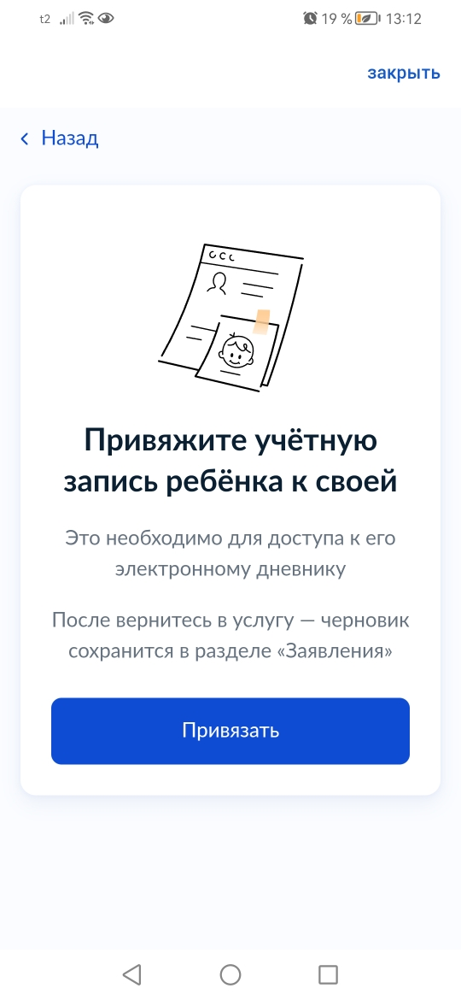 t2 19 % 13:12
закрыть
Назад
Привяжите учётную
запись ребёнка к своей
Это необходимо для доступа к его
электронному дневнику
После вернитесь в услугу — черновик
сохранится в разделе «Заявления»
Привязать